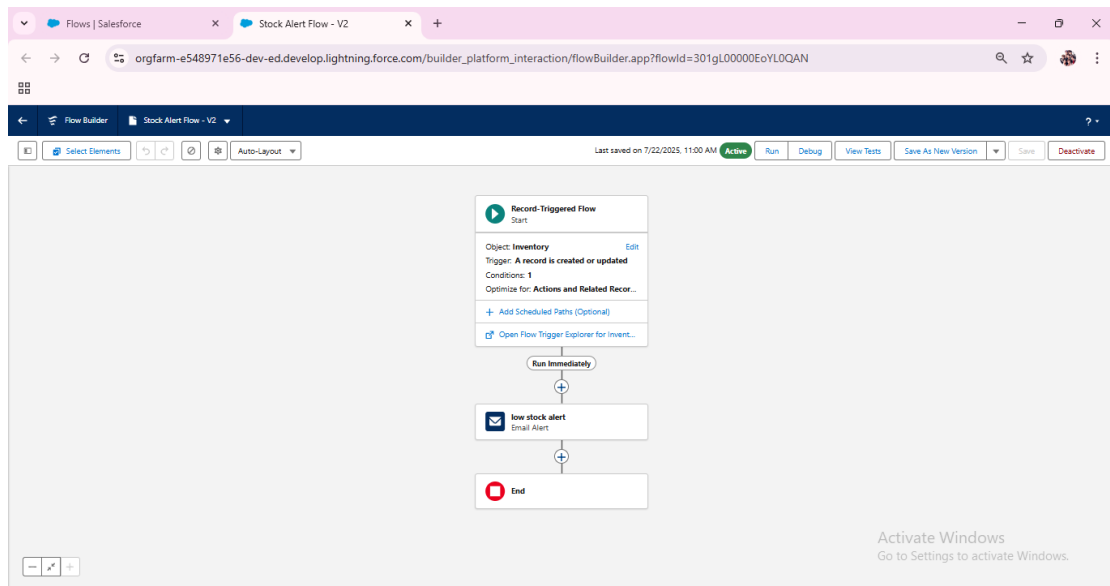 Flows | Salesforce
Stock Alert Flow - V2
orgfarm-e548971e56-dev-ed.develop.lightning.force.com/builder_platform_interaction/flowBuilder.app?flowId=301gL00000EoYL0QAN
Flow Builder
Stock Alert Flow - V2
?
Select Elements
Auto-Layout
Last saved on 7/22/2025, 11:00 AM
Active
Run
Debug
View Tests
Save As New Version
Save
Deactivate
Record-Triggered Flow
Start
Object: Inventory
Edit
Trigger: A record is created or updated
Conditions: 1
Optimize for: Actions and Related Recor...
+ Add Scheduled Paths (Optional)
Open Flow Trigger Explorer for Invent...
Run Immediately
low stock alert
Email Alert
End
Activate Windows
Go to Settings to activate Windows.